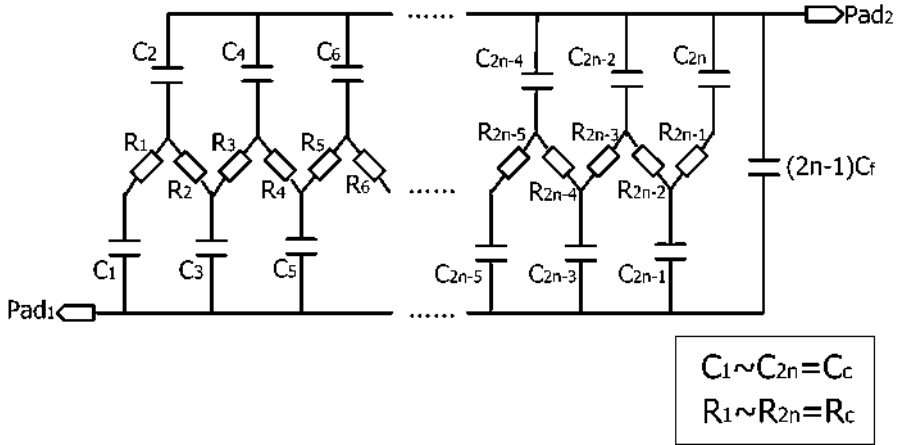 ...... Pad2
C2 C4 C6 C2n-4 C2n-2 C2n
R1 R3 R5 R2n-5 R2n-3 R2n-1
(2n-1)Cf
R2 R4 R6 ...... R2n-4 R2n-2
C1 C3 C5 C2n-5 C2n-3 C2n-1
Pad1 ......
C1~C2n=Cc
R1~R2n=Rc